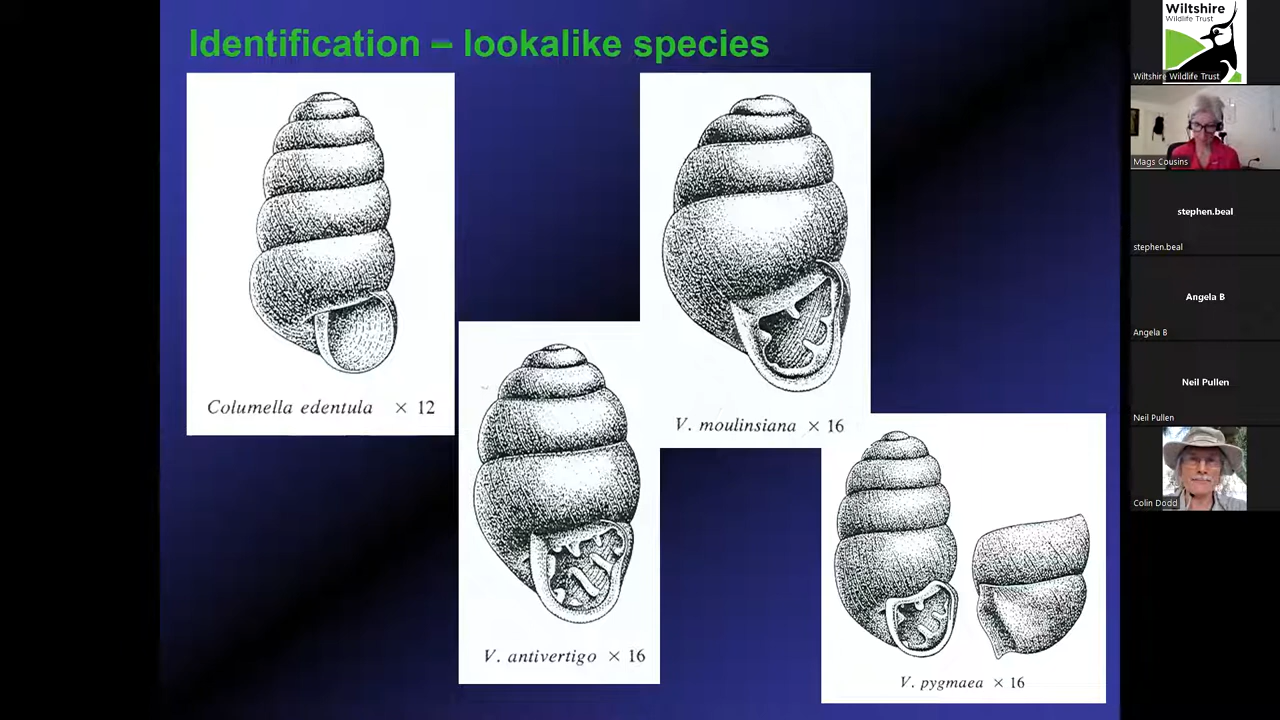 Identification – lookalike species
Columella edentula × 12
V. moulinsiana × 16
V. antivertigo × 16
V. pygmaea × 16
Wiltshire
Wildlife Trust
Wiltshire Wildlife Trust
Mags Cousins
stephen.beal
stephen.beal
Angela B
Angela B
Neil Pullen
Neil Pullen
Colin Dodd